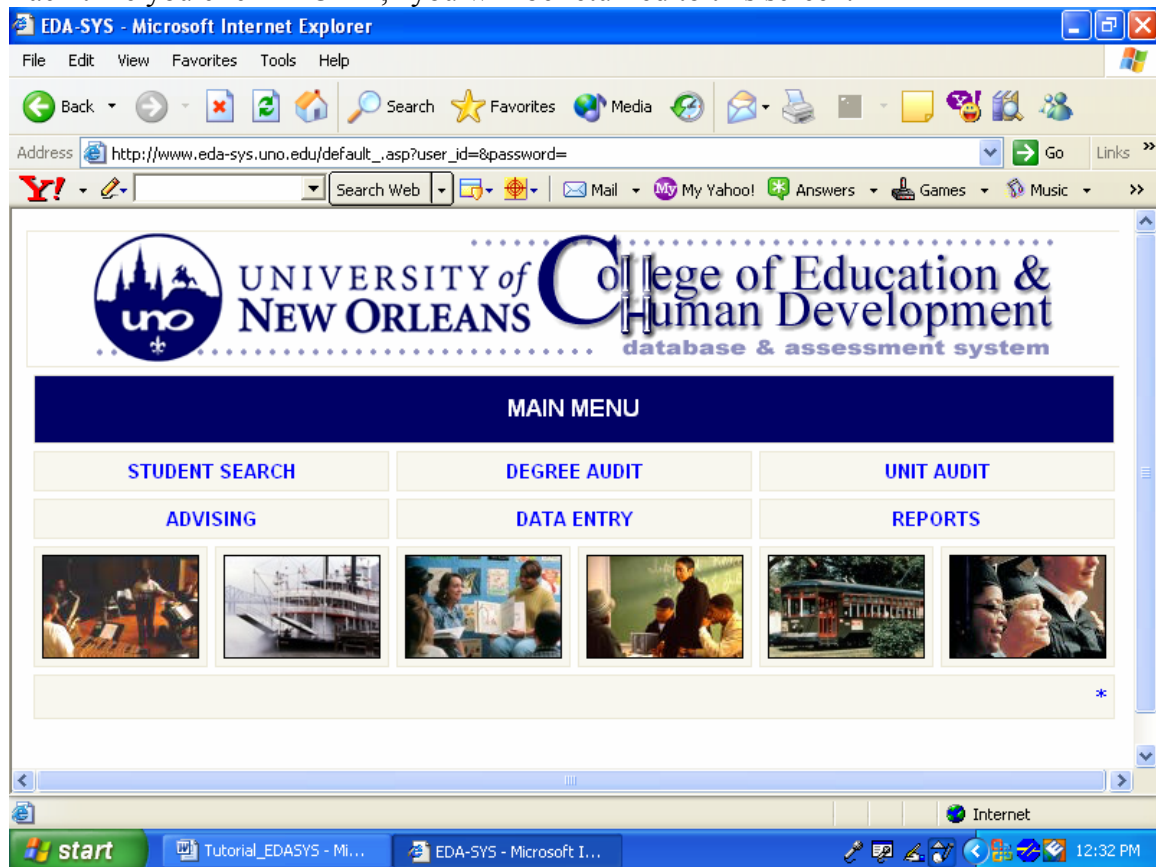 EDA-SYS - Microsoft Internet Explorer
File Edit View Favorites Tools Help
Back Search Favorites Media
Address http://www.eda-sys.uno.edu/default_.asp?user_id=&password= Go Links »
Y! Search Web Mail My My Yahoo! Answers Games Music »
uno
UNIVERSITY of
NEW ORLEANS
College of Education &
Human Development
database & assessment system
MAIN MENU
STUDENT SEARCH DEGREE AUDIT UNIT AUDIT
ADVISING DATA ENTRY REPORTS
*
Internet
start Tutorial_EDASYS - Mi... EDA-SYS - Microsoft I... 12:32 PM